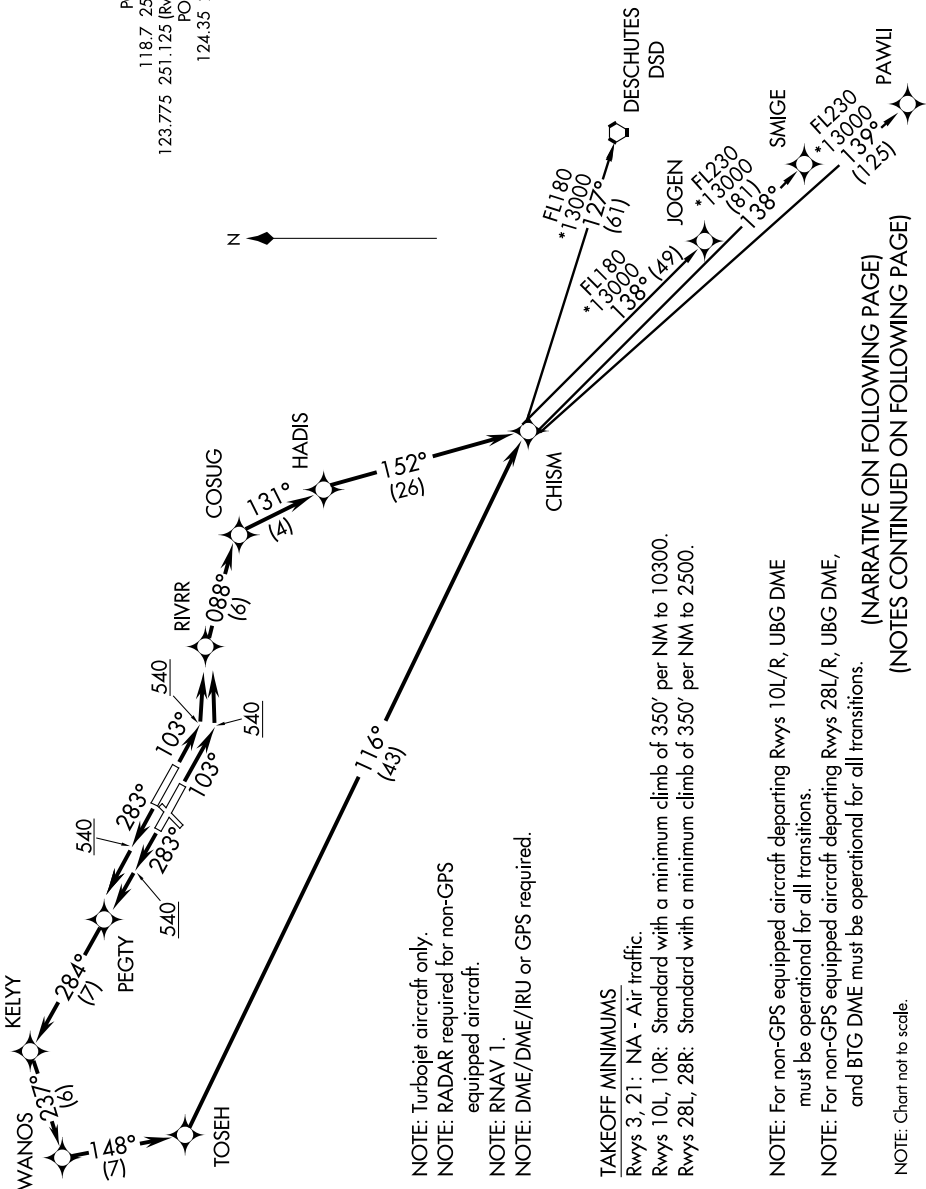 118.7 25
123.775 251.125 (Rw
PO
124.35
N
KELYY
WANOS
237°
(6)
284°
(7)
148°
(7)
TOSEH
PEGTY
540
540
283°
283°
103°
103°
540
540
RIVRR
088°
(6)
COSUG
131°
(4)
HADIS
152°
(26)
116°
(43)
CHISM
FL180
*13000
127°
(61)
DESCHUTES
DSD
FL180
*13000
138° (49)
JOGEN
FL230
*13000
(81)
138°
SMIGE
FL230
*13000
139°
(125)
PAWLI
NOTE: Turbojet aircraft only.
NOTE: RADAR required for non-GPS
equipped aircraft.
NOTE: RNAV 1.
NOTE: DME/DME/IRU or GPS required.
TAKEOFF MINIMUMS
Rwys 3, 21: NA - Air traffic.
Rwys 10L, 10R: Standard with a minimum climb of 350' per NM to 10300.
Rwys 28L, 28R: Standard with a minimum climb of 350' per NM to 2500.
NOTE: For non-GPS equipped aircraft departing Rwys 10L/R, UBG DME
must be operational for all transitions.
NOTE: For non-GPS equipped aircraft departing Rwys 28L/R, UBG DME,
and BTG DME must be operational for all transitions.
(NARRATIVE ON FOLLOWING PAGE)
(NOTES CONTINUED ON FOLLOWING PAGE)
NOTE: Chart not to scale.